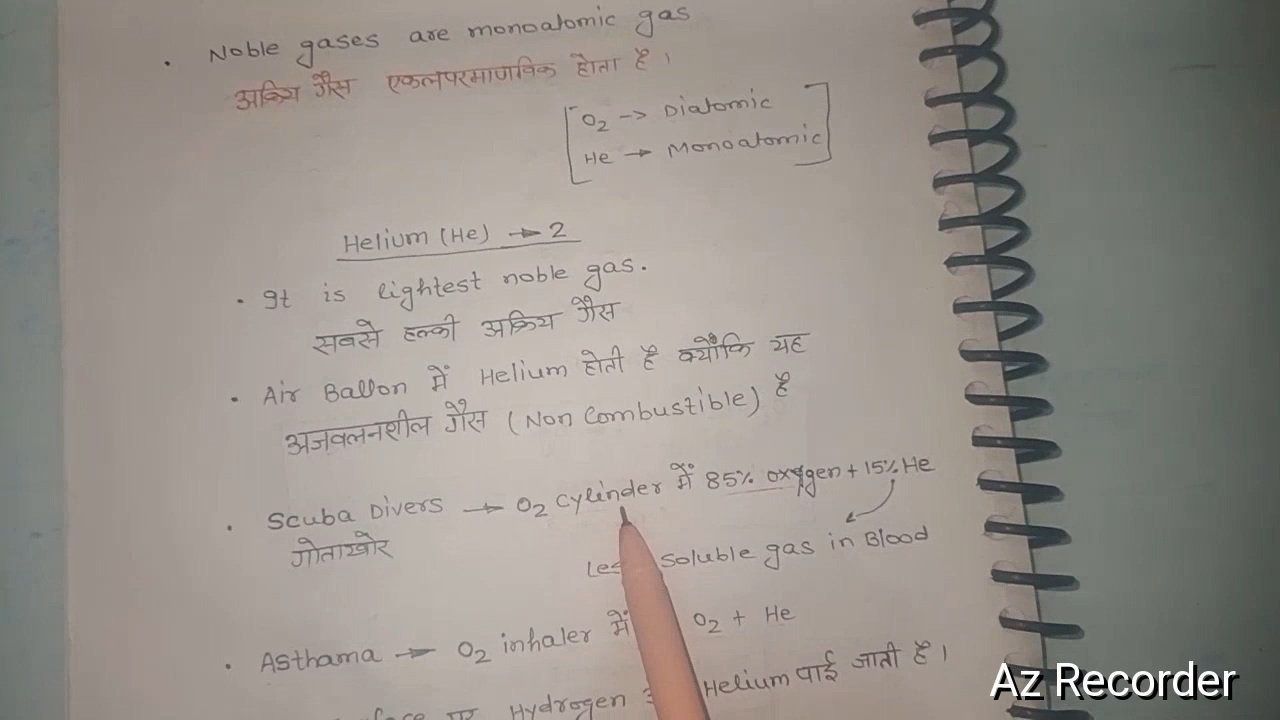 . Noble gases are monoatomic gas
अक्रिय गैस एकलपरमाणविक होता है।
[O₂ -> Diatomic
He → Monoatomic]
Helium (He) → 2
. It is lightest noble gas.
सबसे हल्की अक्रिय गैस
. Air Ballon में Helium होती है क्योंकि यह
अजवलनशील गैस (Non Combustible) है
. Scuba Divers → O₂ Cylinder में 85% oxygen + 15% He
गोताखोर
soluble gas in Blood
. Asthama → O₂ inhaler में O₂ + He
पर Hydrogen Helium पाई जाती है।
Az Recorder